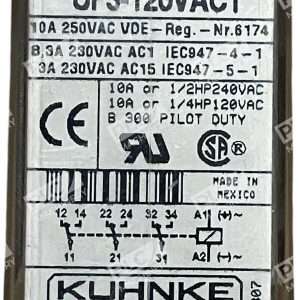 UF3-120VAC1
10A 250VAC VDE-Reg.-Nr.6174
8,3A 230VAC AC1 IEC947-4-1
3A 230VAC AC15 IEC947-5-1
10A or 1/2HP240VAC
10A or 1/4HP120VAC
B 300 PILOT DUTY
CE
MADE IN
MEXICO
12 14 22 24 32 34 A1 (+)~
11 21 31 A2 (-)~
KUHNKE